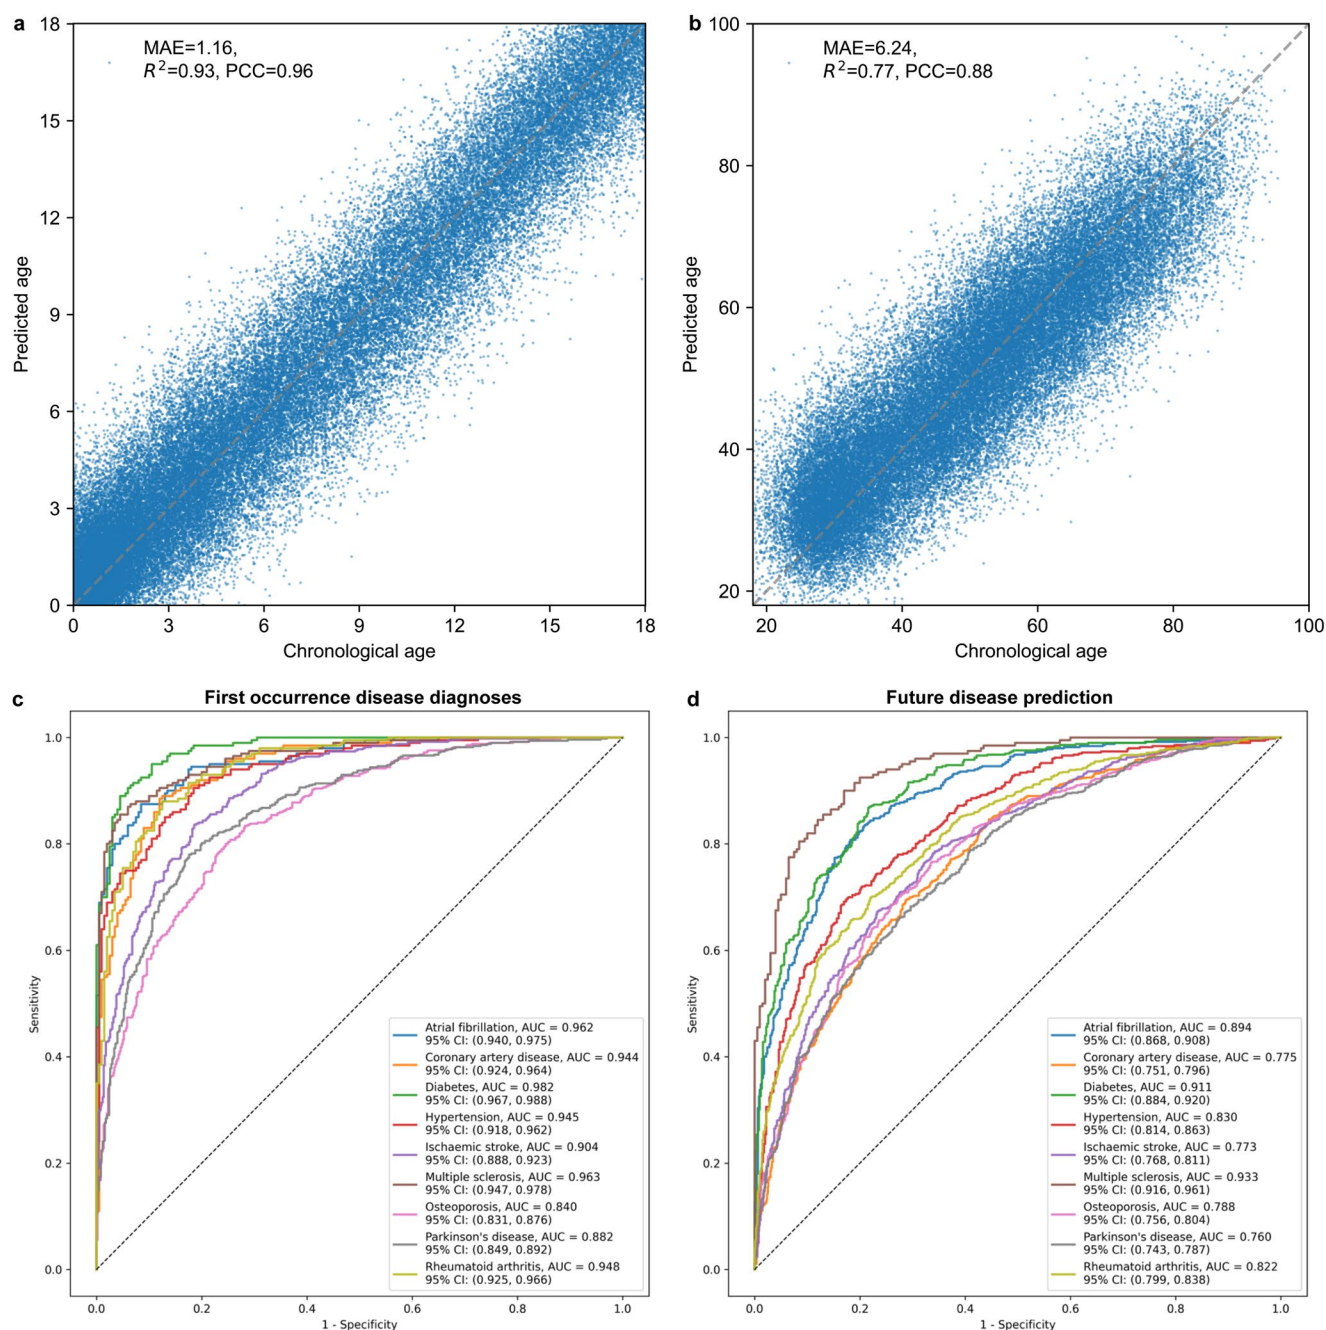 a
MAE=1.16,
R²=0.93, PCC=0.96
18
15
12
9
6
3
0
Predicted age
0 3 6 9 12 15 18
Chronological age
b
MAE=6.24,
R²=0.77, PCC=0.88
100
80
60
40
20
Predicted age
20 40 60 80 100
Chronological age
c
First occurrence disease diagnoses
1.0
0.8
0.6
0.4
0.2
0.0
Sensitivity
Atrial fibrillation, AUC = 0.962
95% CI: (0.940, 0.975)
Coronary artery disease, AUC = 0.944
95% CI: (0.924, 0.964)
Diabetes, AUC = 0.982
95% CI: (0.967, 0.988)
Hypertension, AUC = 0.945
95% CI: (0.918, 0.962)
Ischaemic stroke, AUC = 0.904
95% CI: (0.888, 0.923)
Multiple sclerosis, AUC = 0.963
95% CI: (0.947, 0.978)
Osteoporosis, AUC = 0.840
95% CI: (0.831, 0.876)
Parkinson's disease, AUC = 0.882
95% CI: (0.849, 0.892)
Rheumatoid arthritis, AUC = 0.948
95% CI: (0.925, 0.966)
0.0 0.2 0.4 0.6 0.8 1.0
1 - Specificity
d
Future disease prediction
1.0
0.8
0.6
0.4
0.2
0.0
Sensitivity
Atrial fibrillation, AUC = 0.894
95% CI: (0.868, 0.908)
Coronary artery disease, AUC = 0.775
95% CI: (0.751, 0.796)
Diabetes, AUC = 0.911
95% CI: (0.884, 0.920)
Hypertension, AUC = 0.830
95% CI: (0.814, 0.863)
Ischaemic stroke, AUC = 0.773
95% CI: (0.768, 0.811)
Multiple sclerosis, AUC = 0.933
95% CI: (0.916, 0.961)
Osteoporosis, AUC = 0.788
95% CI: (0.756, 0.804)
Parkinson's disease, AUC = 0.760
95% CI: (0.743, 0.787)
Rheumatoid arthritis, AUC = 0.822
95% CI: (0.799, 0.838)
0.0 0.2 0.4 0.6 0.8 1.0
1 - Specificity